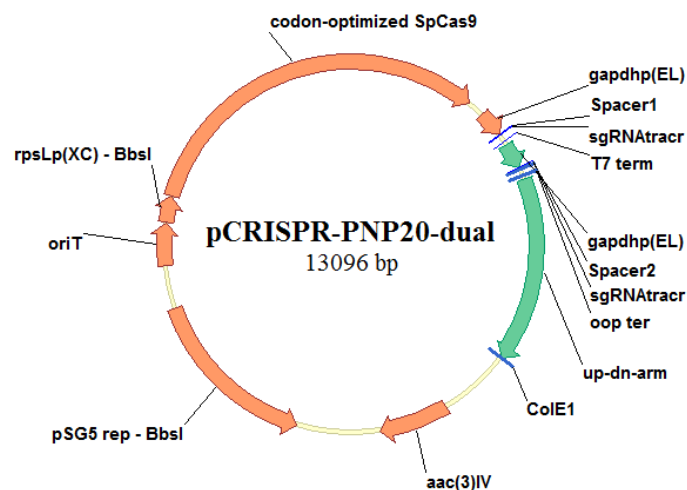 codon-optimized SpCas9
gapdhp(EL)
Spacer1
sgRNAtracr
T7 term
rpsLp(XC) - BbsI
oriT
pCRISPR-PNP20-dual
13096 bp
gapdhp(EL)
Spacer2
sgRNAtracr
oop ter
up-dn-arm
ColE1
pSG5 rep - BbsI
aac(3)IV